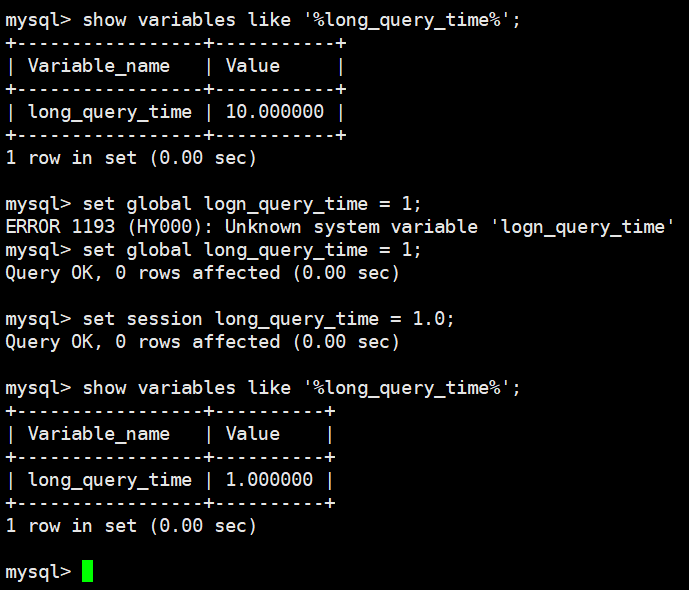 mysql> show variables like '%long_query_time%';
+-----------------+-----------+
| Variable_name   | Value     |
+-----------------+-----------+
| long_query_time | 10.000000 |
+-----------------+-----------+
1 row in set (0.00 sec)

mysql> set global logn_query_time = 1;
ERROR 1193 (HY000): Unknown system variable 'logn_query_time'
mysql> set global long_query_time = 1;
Query OK, 0 rows affected (0.00 sec)

mysql> set session long_query_time = 1.0;
Query OK, 0 rows affected (0.00 sec)

mysql> show variables like '%long_query_time%';
+-----------------+----------+
| Variable_name   | Value    |
+-----------------+----------+
| long_query_time | 1.000000 |
+-----------------+----------+
1 row in set (0.00 sec)

mysql>